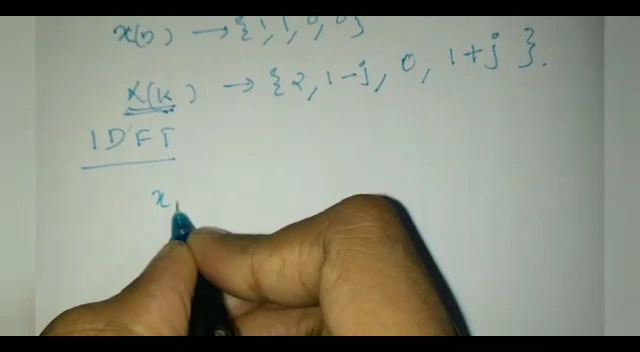 x(n) → {1, 1, 0, 0}
X(k) → {2, 1-j, 0, 1+j}.
IDFT
x